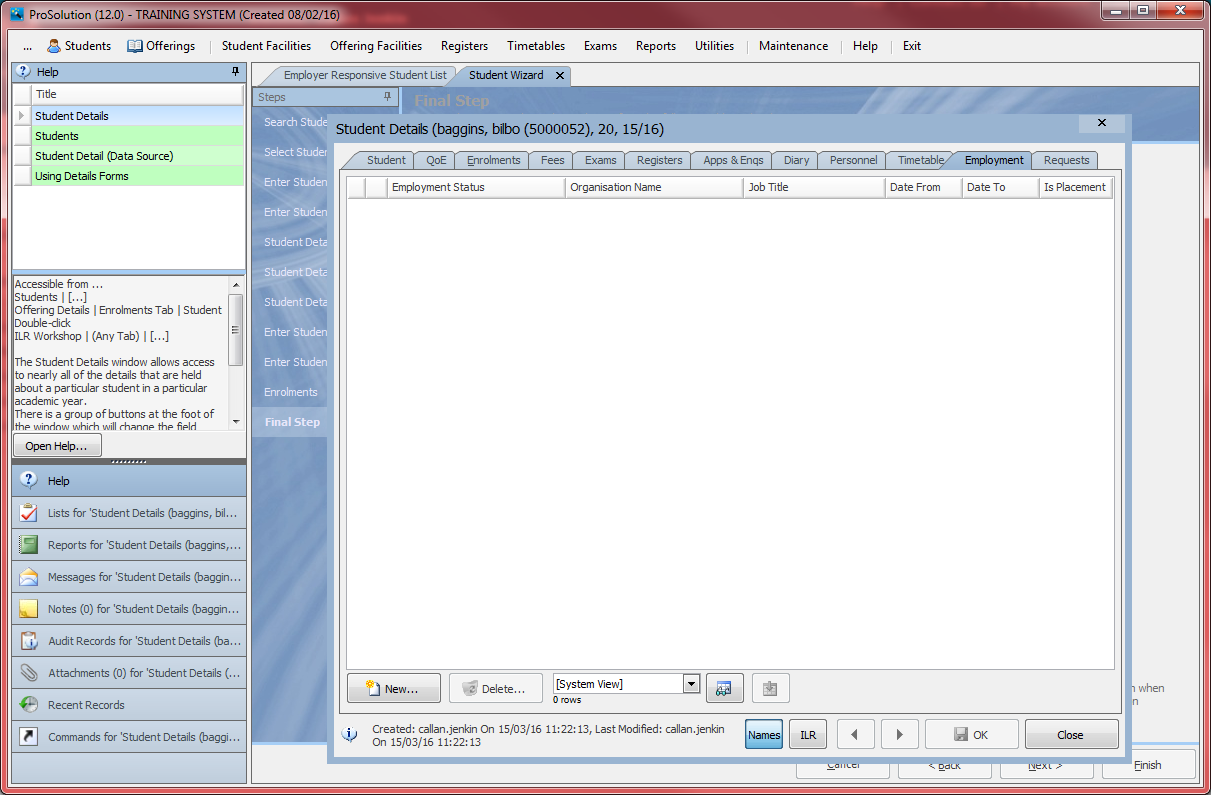 ProSolution (12.0) - TRAINING SYSTEM (Created 08/02/16)
... Students Offerings Student Facilities Offering Facilities Registers Timetables Exams Reports Utilities Maintenance Help Exit
Help
Title
Student Details
Students
Student Detail (Data Source)
Using Details Forms
Accessible from ...
Students | [...]
Offering Details | Enrolments Tab | Student
Double-click
ILR Workshop | (Any Tab) | [...]
The Student Details window allows access
to nearly all of the details that are held
about a particular student in a particular
academic year.
There is a group of buttons at the foot of
the window which will change the field
Open Help...
Help
Lists for 'Student Details (baggins, bil...
Reports for 'Student Details (baggins,...
Messages for 'Student Details (baggin...
Notes (0) for 'Student Details (baggin...
Audit Records for 'Student Details (ba...
Attachments (0) for 'Student Details (...
Recent Records
Commands for 'Student Details (baggi...
Employer Responsive Student List Student Wizard
Steps
Final Step
Search Stude
Select Studer
Enter Studen
Enter Studen
Student Deta
Student Deta
Student Deta
Enter Studen
Enter Studen
Enrolments
Final Step
Student Details (baggins, bilbo (5000052), 20, 15/16)
Student QoE Enrolments Fees Exams Registers Apps & Enqs Diary Personnel Timetable Employment Requests
Employment Status Organisation Name Job Title Date From Date To Is Placement
New... Delete... [System View]
0 rows
Created: callan.jenkin On 15/03/16 11:22:13, Last Modified: callan.jenkin
On 15/03/16 11:22:13
Names ILR OK Close
when
n
Cancel < Back Next > Finish